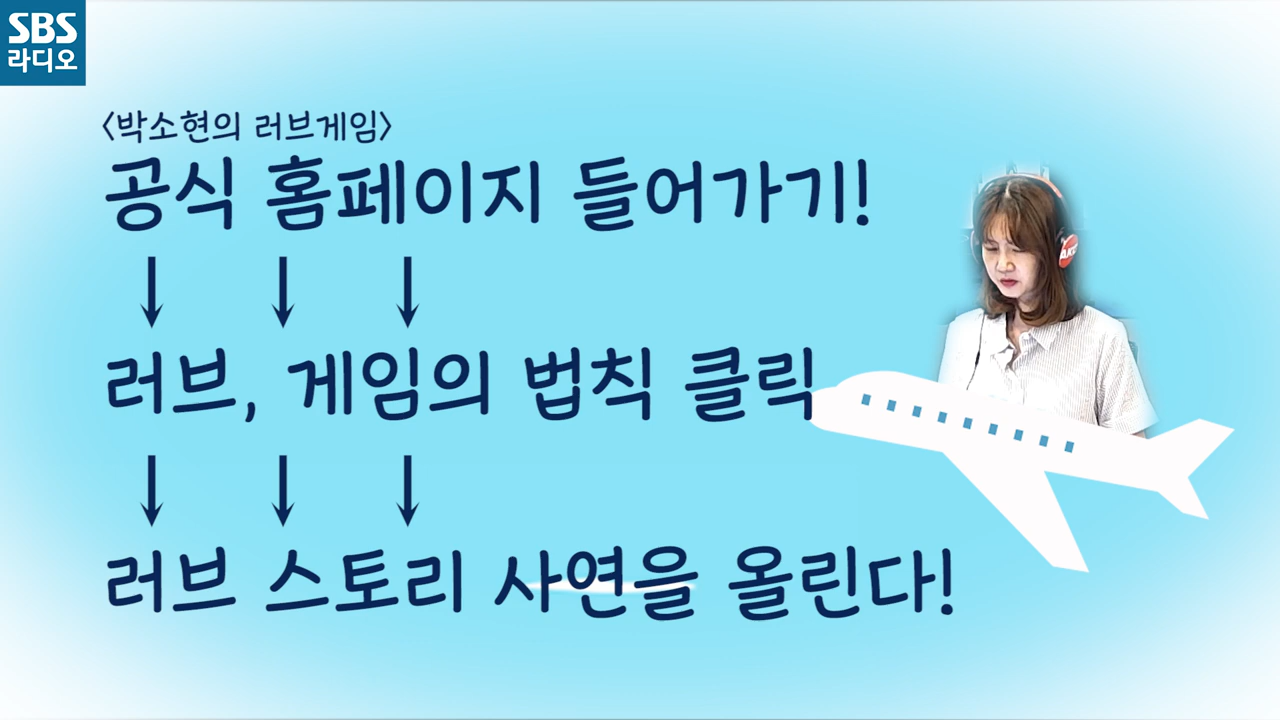 SBS
라디오
<박소현의 러브게임>
공식 홈페이지 들어가기!
↓ ↓ ↓
러브, 게임의 법칙 클릭
↓ ↓ ↓
러브 스토리 사연을 올린다!